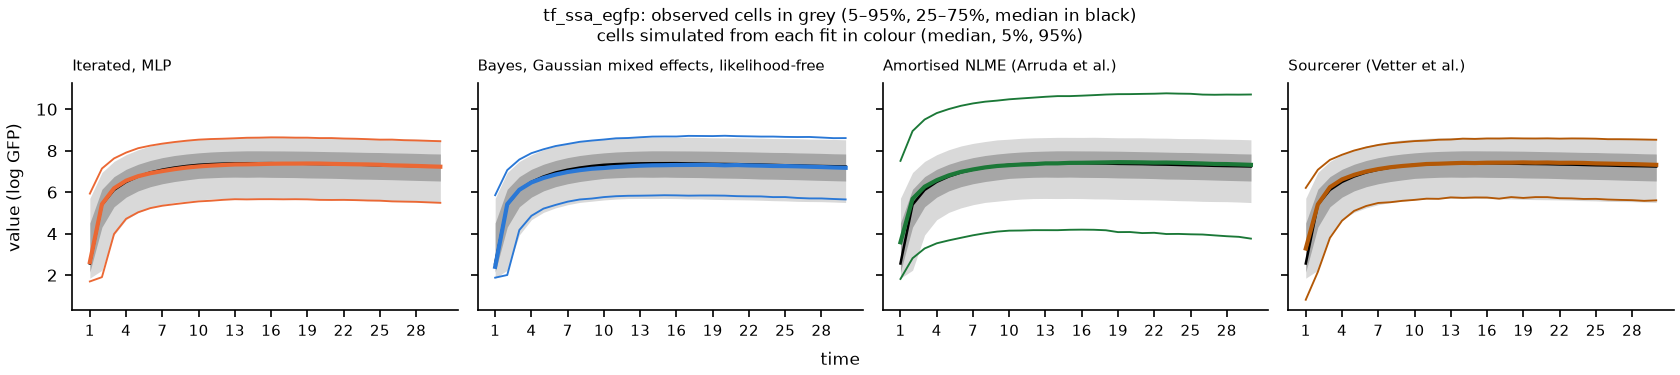 tf_ssa_egfp: observed cells in grey (5–95%, 25–75%, median in black)
cells simulated from each fit in colour (median, 5%, 95%)
Iterated, MLP
Bayes, Gaussian mixed effects, likelihood-free
Amortised NLME (Arruda et al.)
Sourcerer (Vetter et al.)
value (log GFP)
10
8
6
4
2
1 4 7 10 13 16 19 22 25 28
1 4 7 10 13 16 19 22 25 28
1 4 7 10 13 16 19 22 25 28
1 4 7 10 13 16 19 22 25 28
time